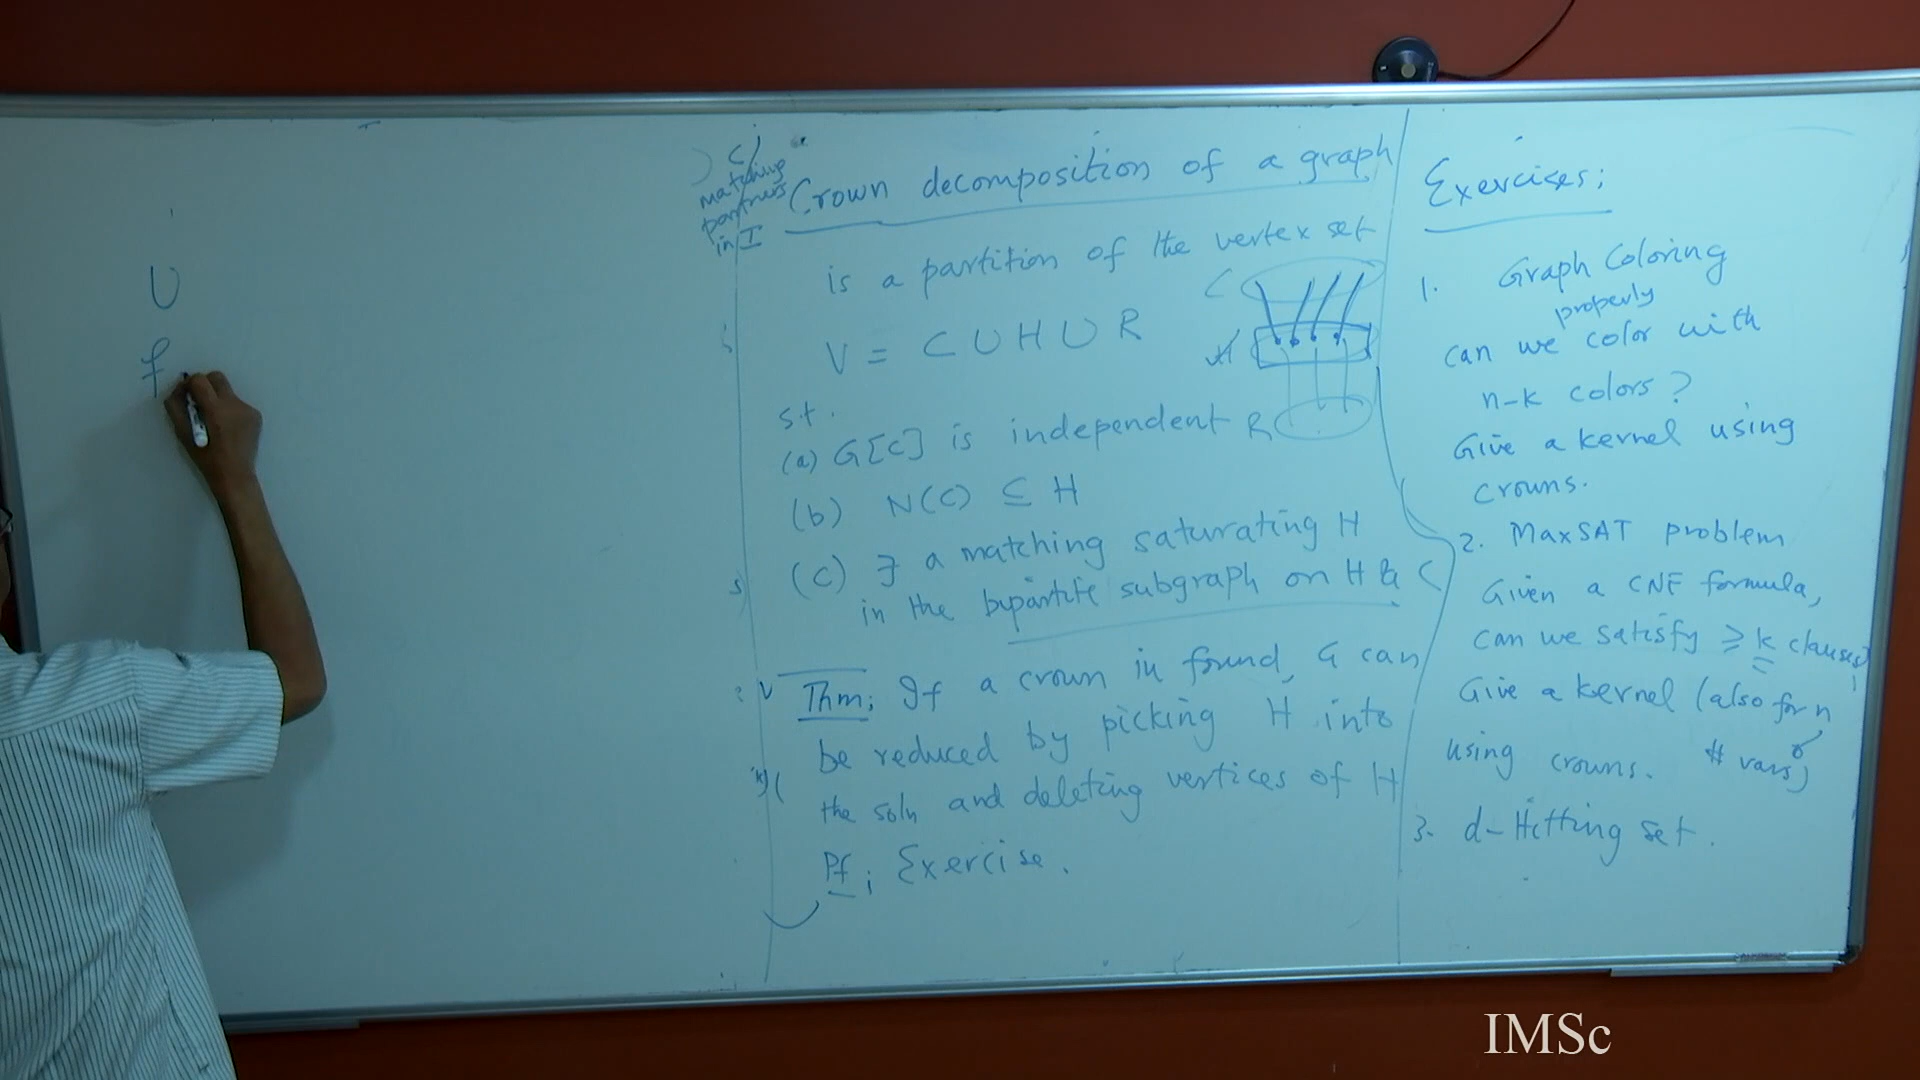 U
f
C/
matching
partners
in I
Crown decomposition of a graph
is a partition of the vertex set
V = C U H U R
s.t.
(a) G[C] is independent
(b) N(C) ⊆ H
(c) ∃ a matching saturating H
in the bipartite subgraph on H & C
Thm: If a crown in found, G can
be reduced by picking H into
the soln and deleting vertices of H
Pf: Exercise.
C
H
R
Exercises:
1. Graph Coloring
properly
can we color with
n-k colors?
Give a kernel using
crowns.
2. MaxSAT problem
Given a CNF formula,
can we satisfy ≥ k clauses
Give a kernel (also for n
using crowns. # vars)
3. d-Hitting set.
IMSc